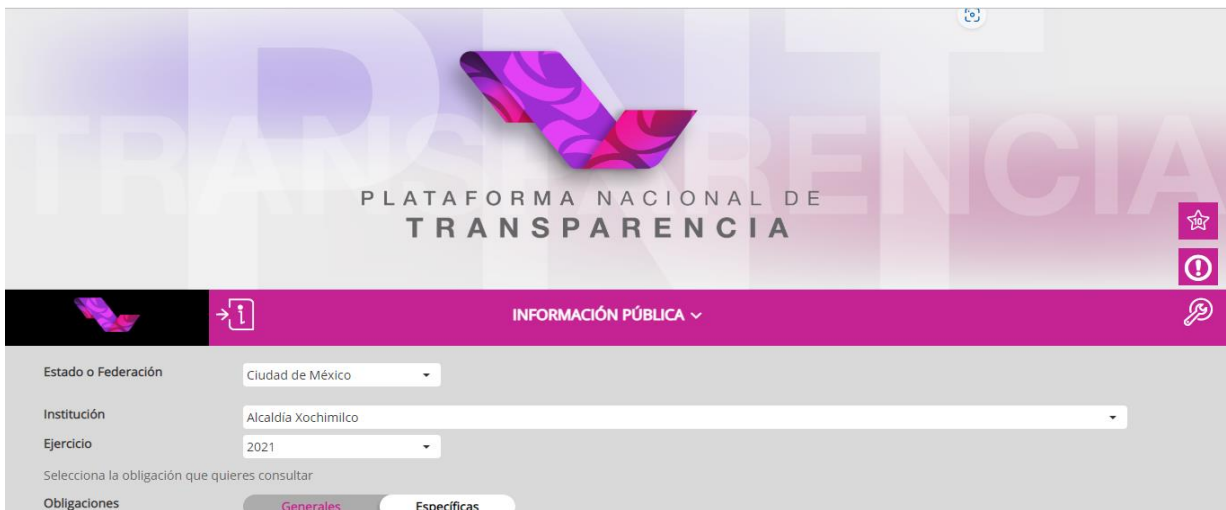 PNT
TRANSPARENCIA
PLATAFORMA NACIONAL DE
TRANSPARENCIA
10
INFORMACIÓN PÚBLICA
Estado o Federación Ciudad de México
Institución Alcaldía Xochimilco
Ejercicio 2021
Selecciona la obligación que quieres consultar
Obligaciones Generales Específicas